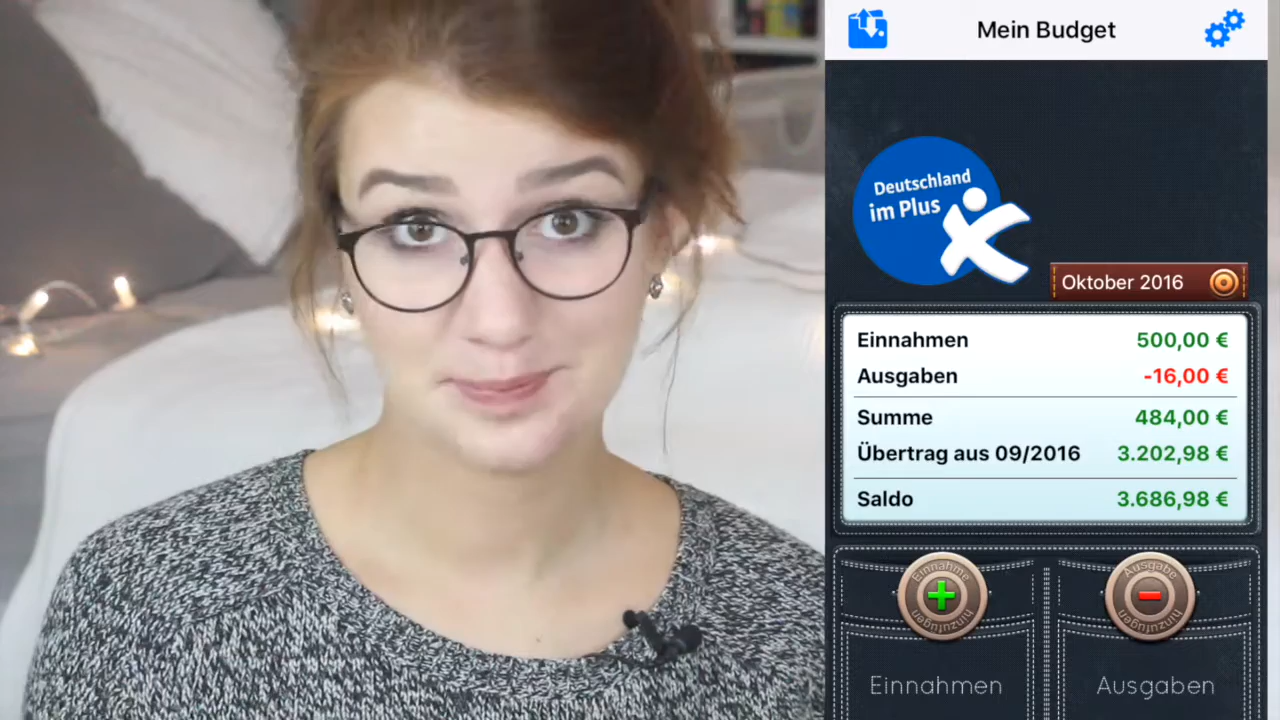 Mein Budget
Deutschland
im Plus
Oktober 2016
Einnahmen 500,00 €
Ausgaben -16,00 €
Summe 484,00 €
Übertrag aus 09/2016 3.202,98 €
Saldo 3.686,98 €
Einnahme hinzufügen
Ausgabe hinzufügen
Einnahmen
Ausgaben